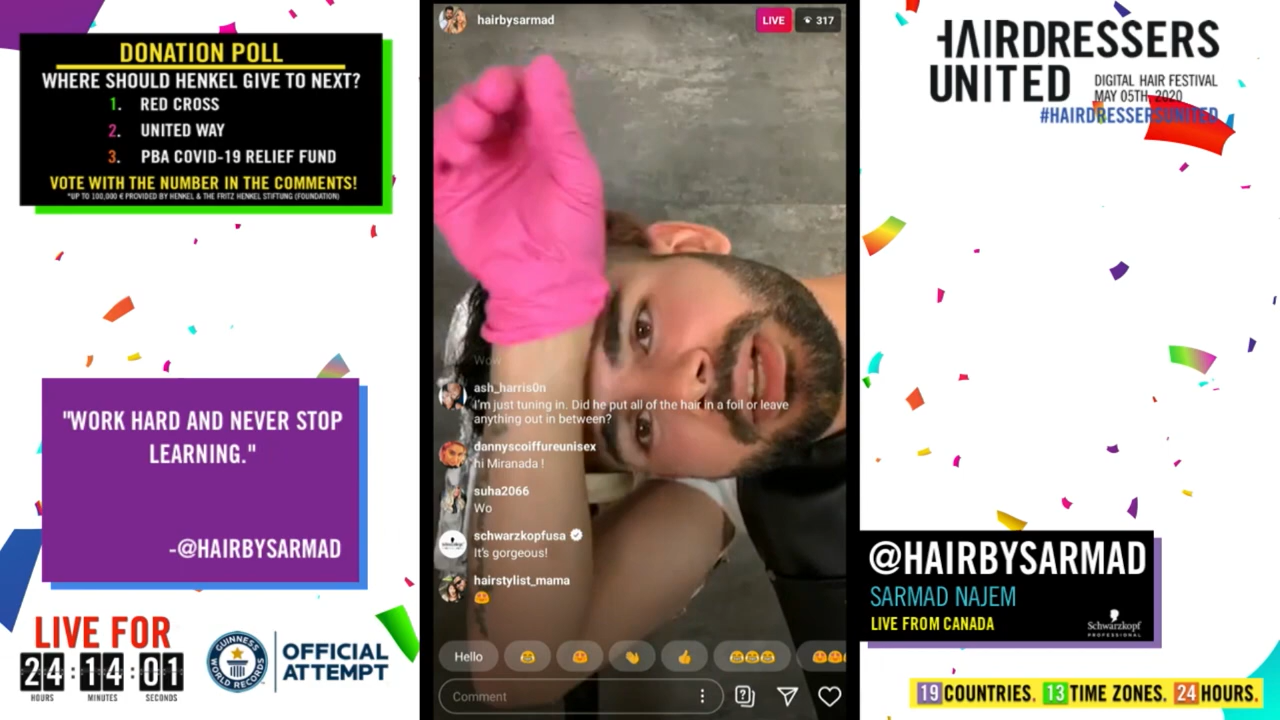 DONATION POLL
WHERE SHOULD HENKEL GIVE TO NEXT?
1. RED CROSS
2. UNITED WAY
3. PBA COVID-19 RELIEF FUND
VOTE WITH THE NUMBER IN THE COMMENTS!
*UP TO 100,000 € PROVIDED BY HENKEL & THE FRITZ HENKEL STIFTUNG (FOUNDATION)
"WORK HARD AND NEVER STOP
LEARNING."
-@HAIRBYSARMAD
LIVE FOR
24:14:01
HOURS MINUTES SECONDS
GUINNESS
WORLD RECORDS
OFFICIAL
ATTEMPT
hairbysarmad
LIVE
317
Wow
ash_harris0n
I'm just tuning in. Did he put all of the hair in a foil or leave
anything out in between?
dannyscoiffeurunisex
hi Miranada !
suha2066
Wo
schwarzkopfusa
It's gorgeous!
hairstylist_mama
Hello
Comment
HAIRDRESSERS
UNITED
DIGITAL HAIR FESTIVAL
MAY 05TH, 2020
#HAIRDRESSERSUNITED
@HAIRBYSARMAD
SARMAD NAJEM
LIVE FROM CANADA
Schwarzkopf
PROFESSIONAL
19 COUNTRIES. 13 TIME ZONES. 24 HOURS.